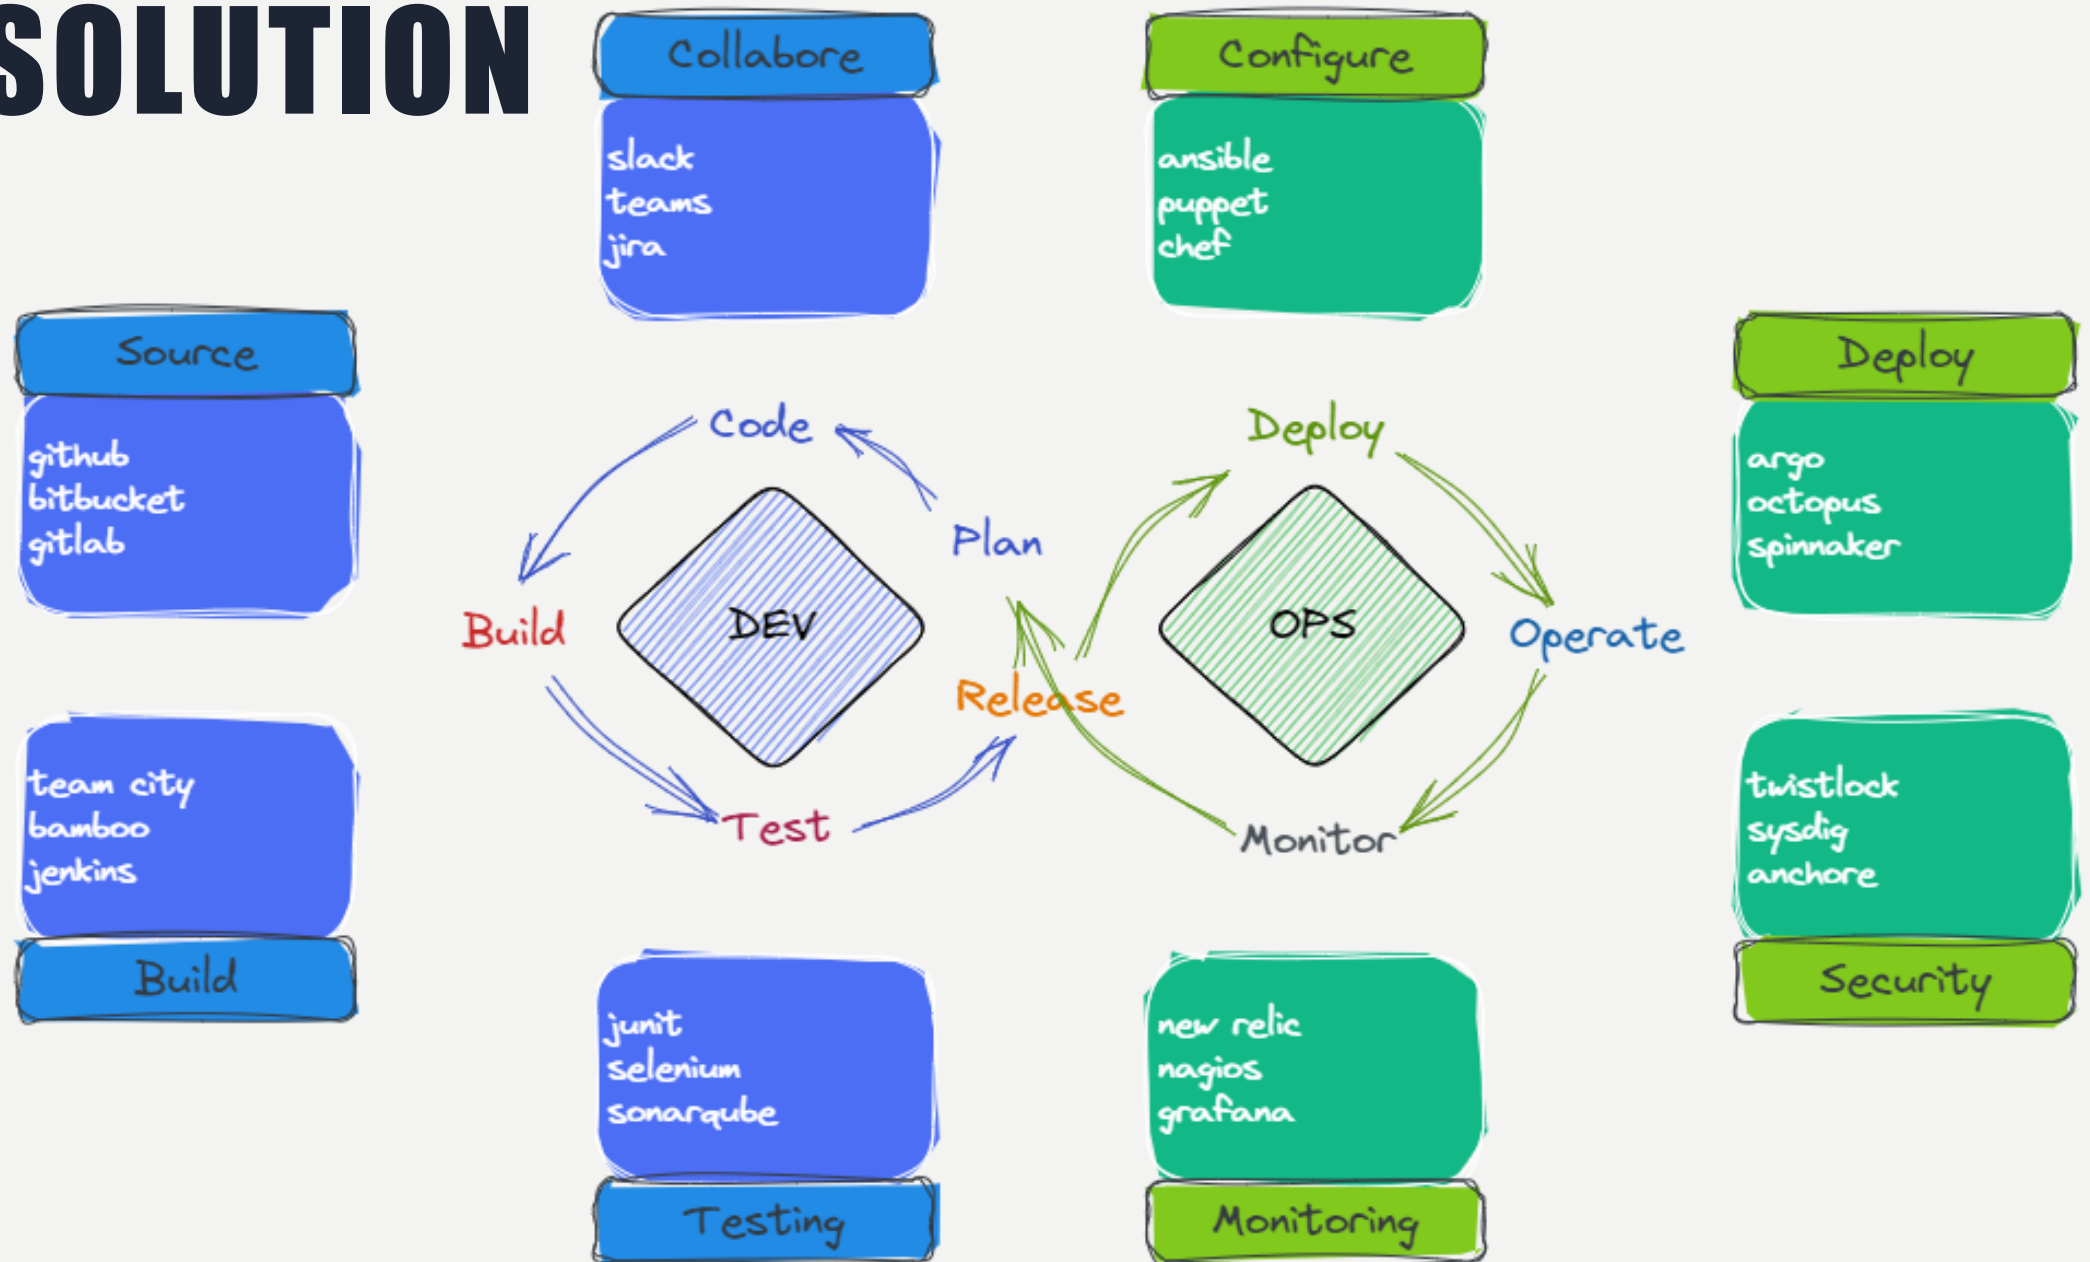 SOLUTION
Collabore
slack
teams
jira
Configure
ansible
puppet
chef
Source
github
bitbucket
gitlab
Deploy
argo
octopus
spinnaker
Code
Plan
Build
DEV
Test
Release
Deploy
OPS
Operate
Monitor
team city
bamboo
jenkins
Build
twistlock
sysdig
anchore
Security
junit
selenium
sonarqube
Testing
new relic
nagios
grafana
Monitoring